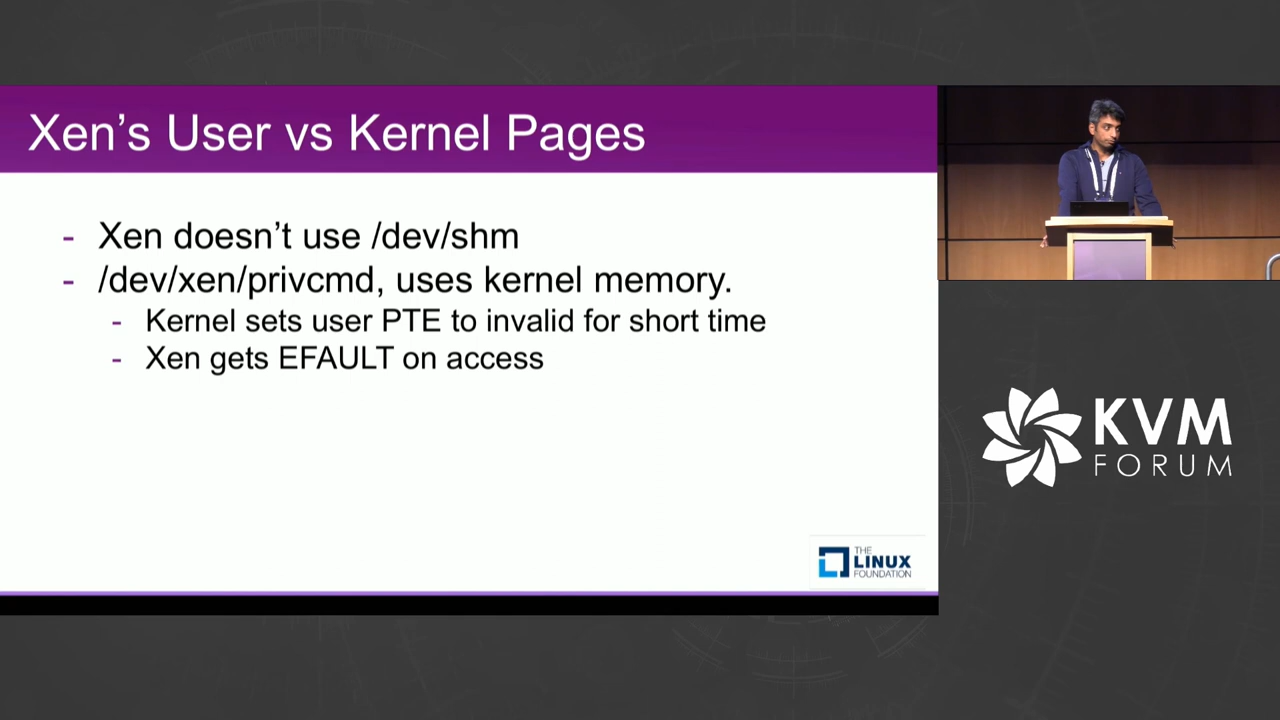 Xen’s User vs Kernel Pages
- Xen doesn’t use /dev/shm
- /dev/xen/privcmd, uses kernel memory.
- Kernel sets user PTE to invalid for short time
- Xen gets EFAULT on access
THE
LINUX
FOUNDATION
KVM
FORUM